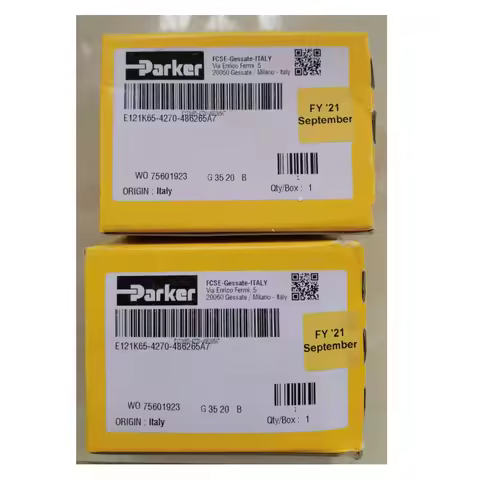 Parker
FCSE-Gessate-ITALY
Via Enrico Fermi, 5
20060 Gessate / Milano - Italy
FY '21
September
E121K65-4270-486265A7
WO 75601923 G 35 20 B
1
ORIGIN : Italy
Qty/Box : 1
Parker
FCSE-Gessate-ITALY
Via Enrico Fermi, 5
20060 Gessate / Milano - Italy
FY '21
September
E121K65-4270-486265A7
WO 75601923 G 35 20 B
1
ORIGIN : Italy
Qty/Box : 1